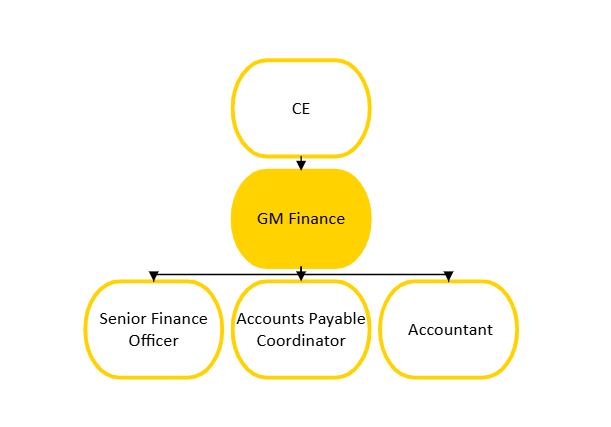 CE
GM Finance
Senior Finance
Officer
Accounts Payable
Coordinator
Accountant